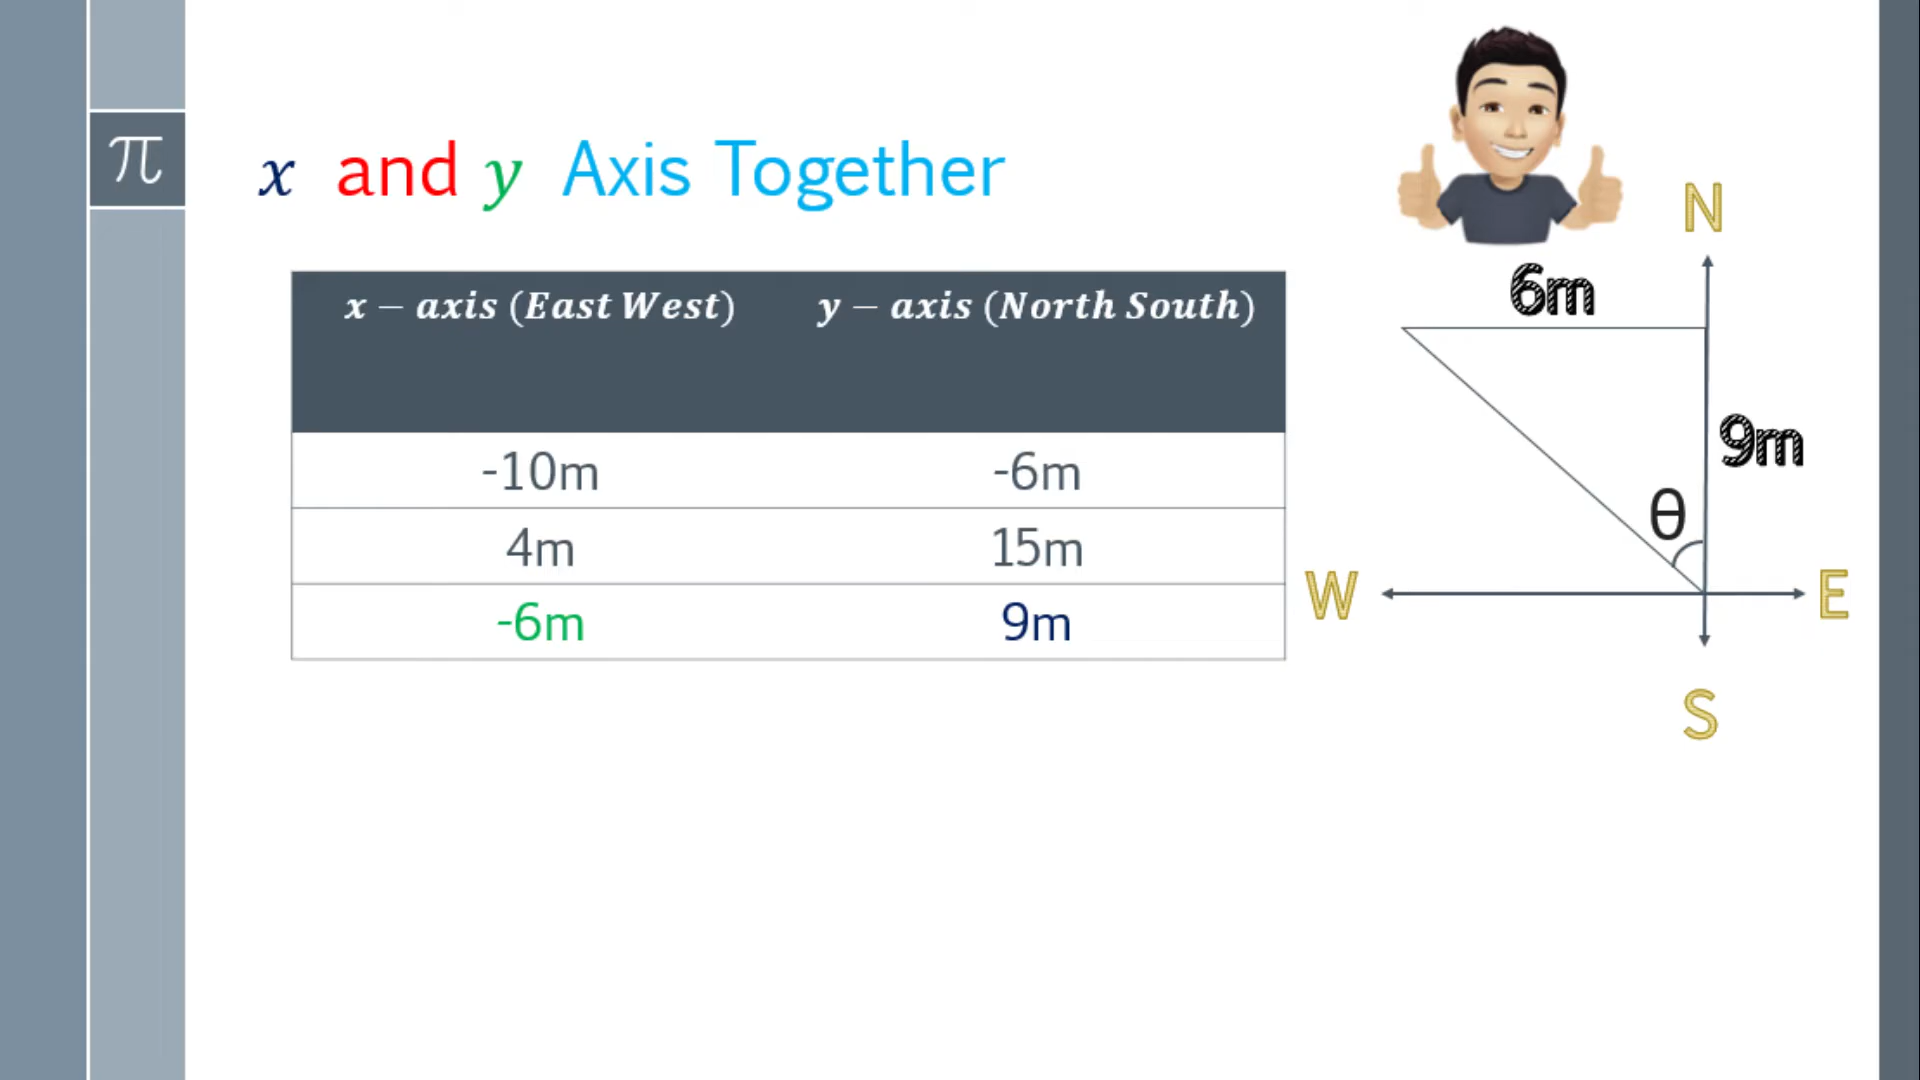 π
x and y Axis Together
x – axis (East West) y – axis (North South)
-10m -6m
4m 15m
-6m 9m
N
6m
9m
θ
W E
S